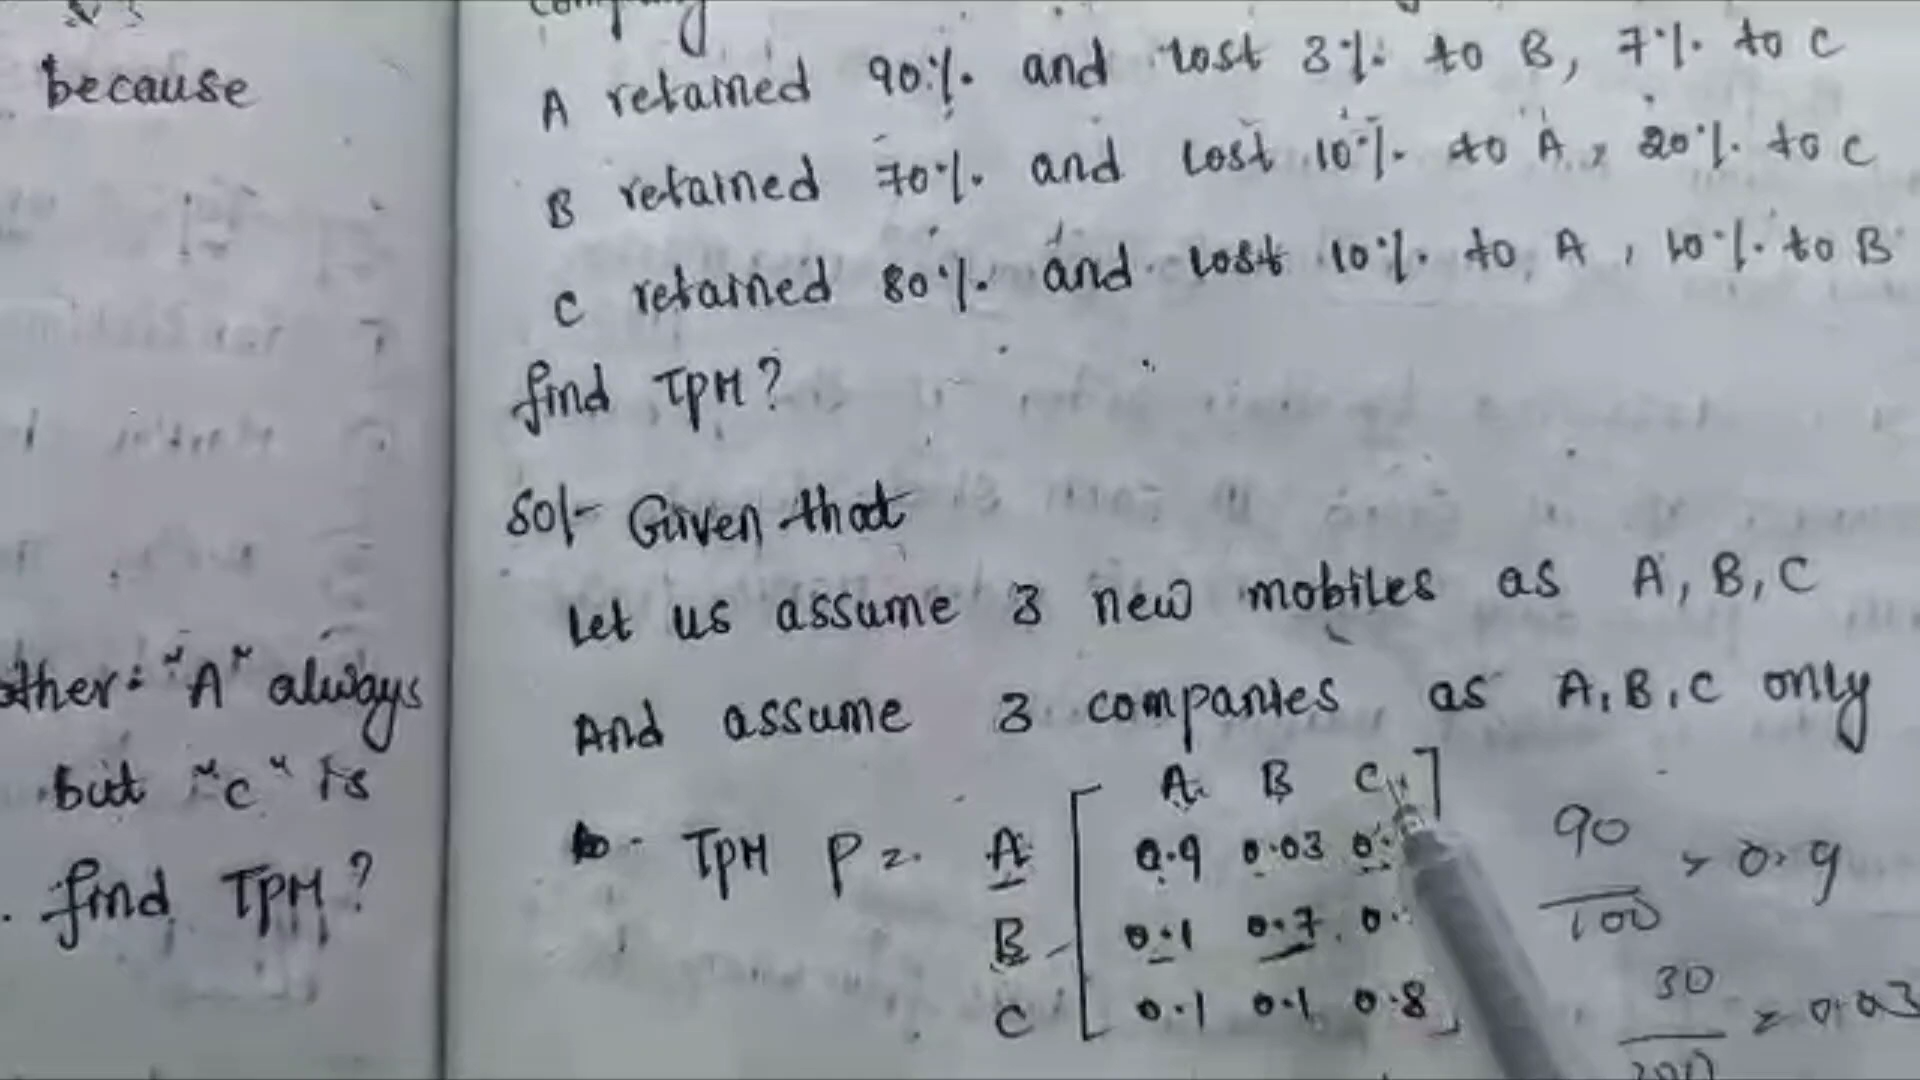 because
ther: "A" always
but "C" is
find TPM?
A retained 90%. and lost 3%. to B, 7%. to C
B retained 70%. and lost 10%. to A, 20%. to C
C retained 80%. and lost 10%. to A, 10%. to B
find TPM?
Sol- Given that
Let us assume 3 new mobiles as A, B, C
And assume 3 companies as A, B, C only
A B C
TPM P = A 0.9 0.03
B 0.1 0.7
C 0.1 0.1 0.8
90
100
0.9
30
= 0.03